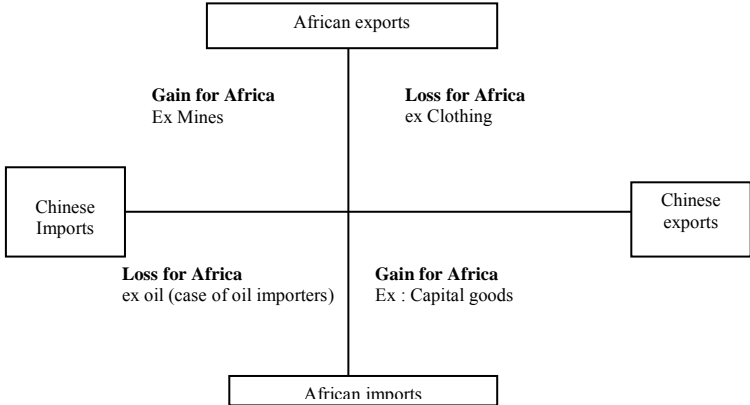 African exports
Gain for Africa
Ex Mines
Loss for Africa
ex Clothing
Chinese
Imports
Chinese
exports
Loss for Africa
ex oil (case of oil importers)
Gain for Africa
Ex : Capital goods
African imports